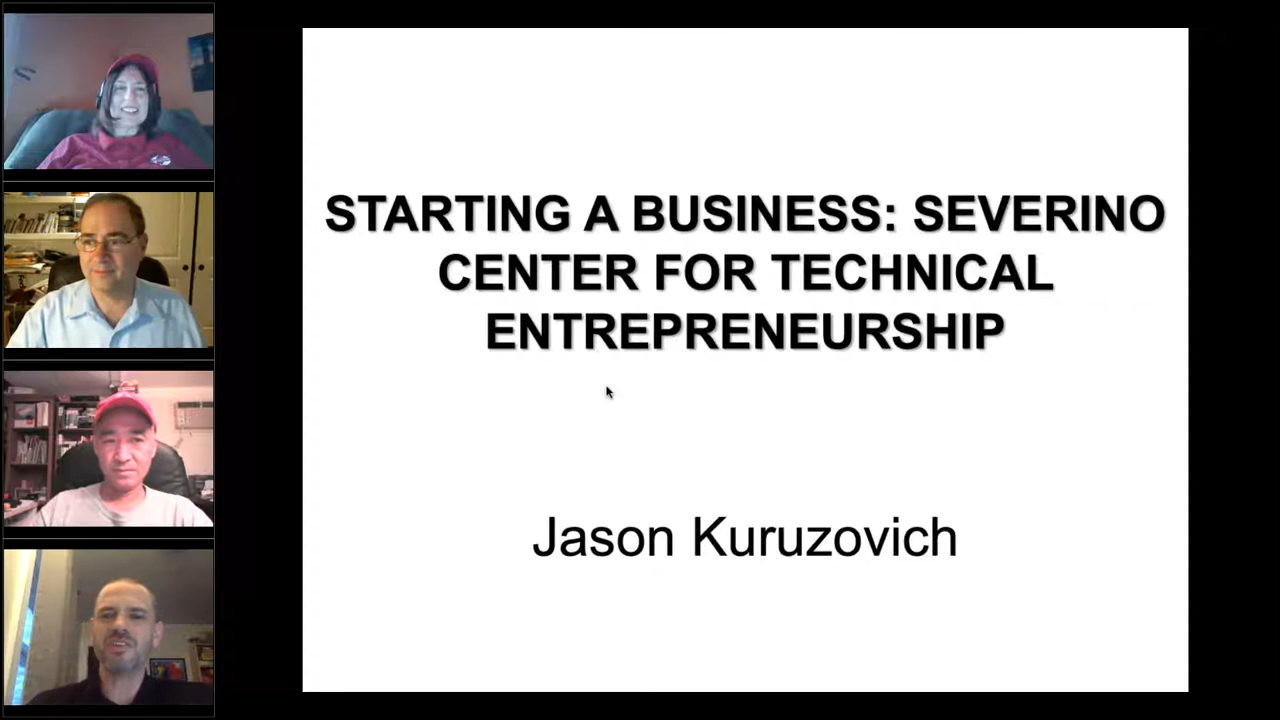 STARTING A BUSINESS: SEVERINO
CENTER FOR TECHNICAL
ENTREPRENEURSHIP
Jason Kuruzovich